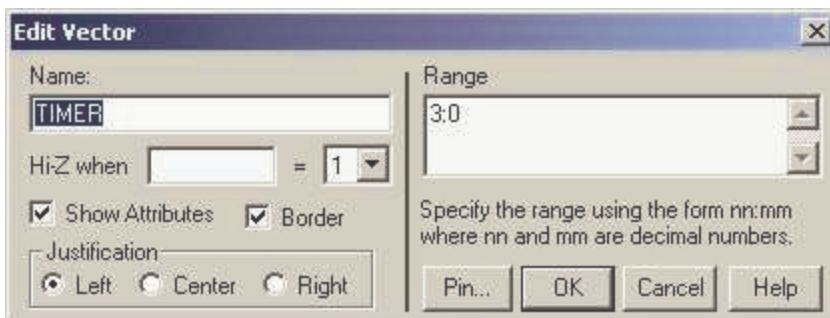 Edit Vector
Name:
TIMER
Hi-Z when = 1
Show Attributes Border
Justification
Left Center Right
Range
3:0
Specify the range using the form nn:mm
where nn and mm are decimal numbers.
Pin... OK Cancel Help